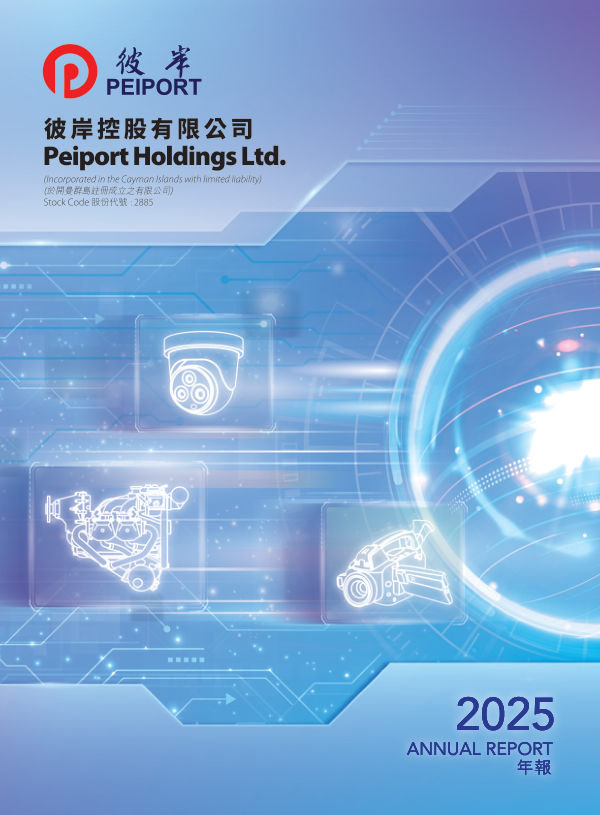 彼岸
PEIPORT
彼岸控股有限公司
Peiport Holdings Ltd.
(Incorporated in the Cayman Islands with limited liability)
(於開曼群島註冊成立之有限公司)
Stock Code 股份代號 : 2885
2025
ANNUAL REPORT
年報